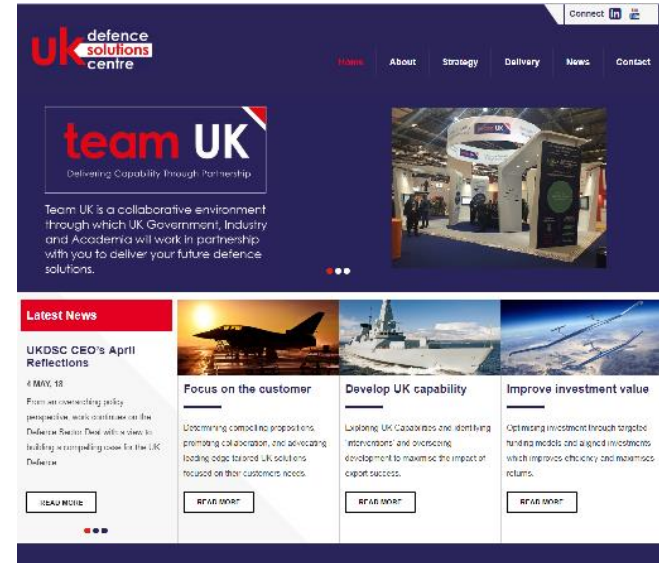 Connect in You
uk defence
solutions
centre
Home About Strategy Delivery News Contact
team UK
Delivering Capability Through Partnership
team UK
Team UK is a collaborative environment
through which UK Government, Industry
and Academia will work in partnership
with you to deliver your future defence
solutions.
Latest News
UKDSC CEO's April
Reflections
4 MAY, 18
From an overarching policy
perspective, work continues on the
Defence Sector Deal with a view to
building a compelling case for the UK
Defence
READ MORE
Focus on the customer
Determining compelling propositions,
promoting collaboration, and advocating
leading edge tailored UK solutions
focused on their customers needs.
READ MORE
Develop UK capability
Exploring UK Capabilities and identifying
'interventions' and overseeing
development to maximise the impact of
export success.
READ MORE
Improve investment value
Optimising investment through targeted
funding models and aligned investments
which improves efficiency and maximises
returns.
READ MORE